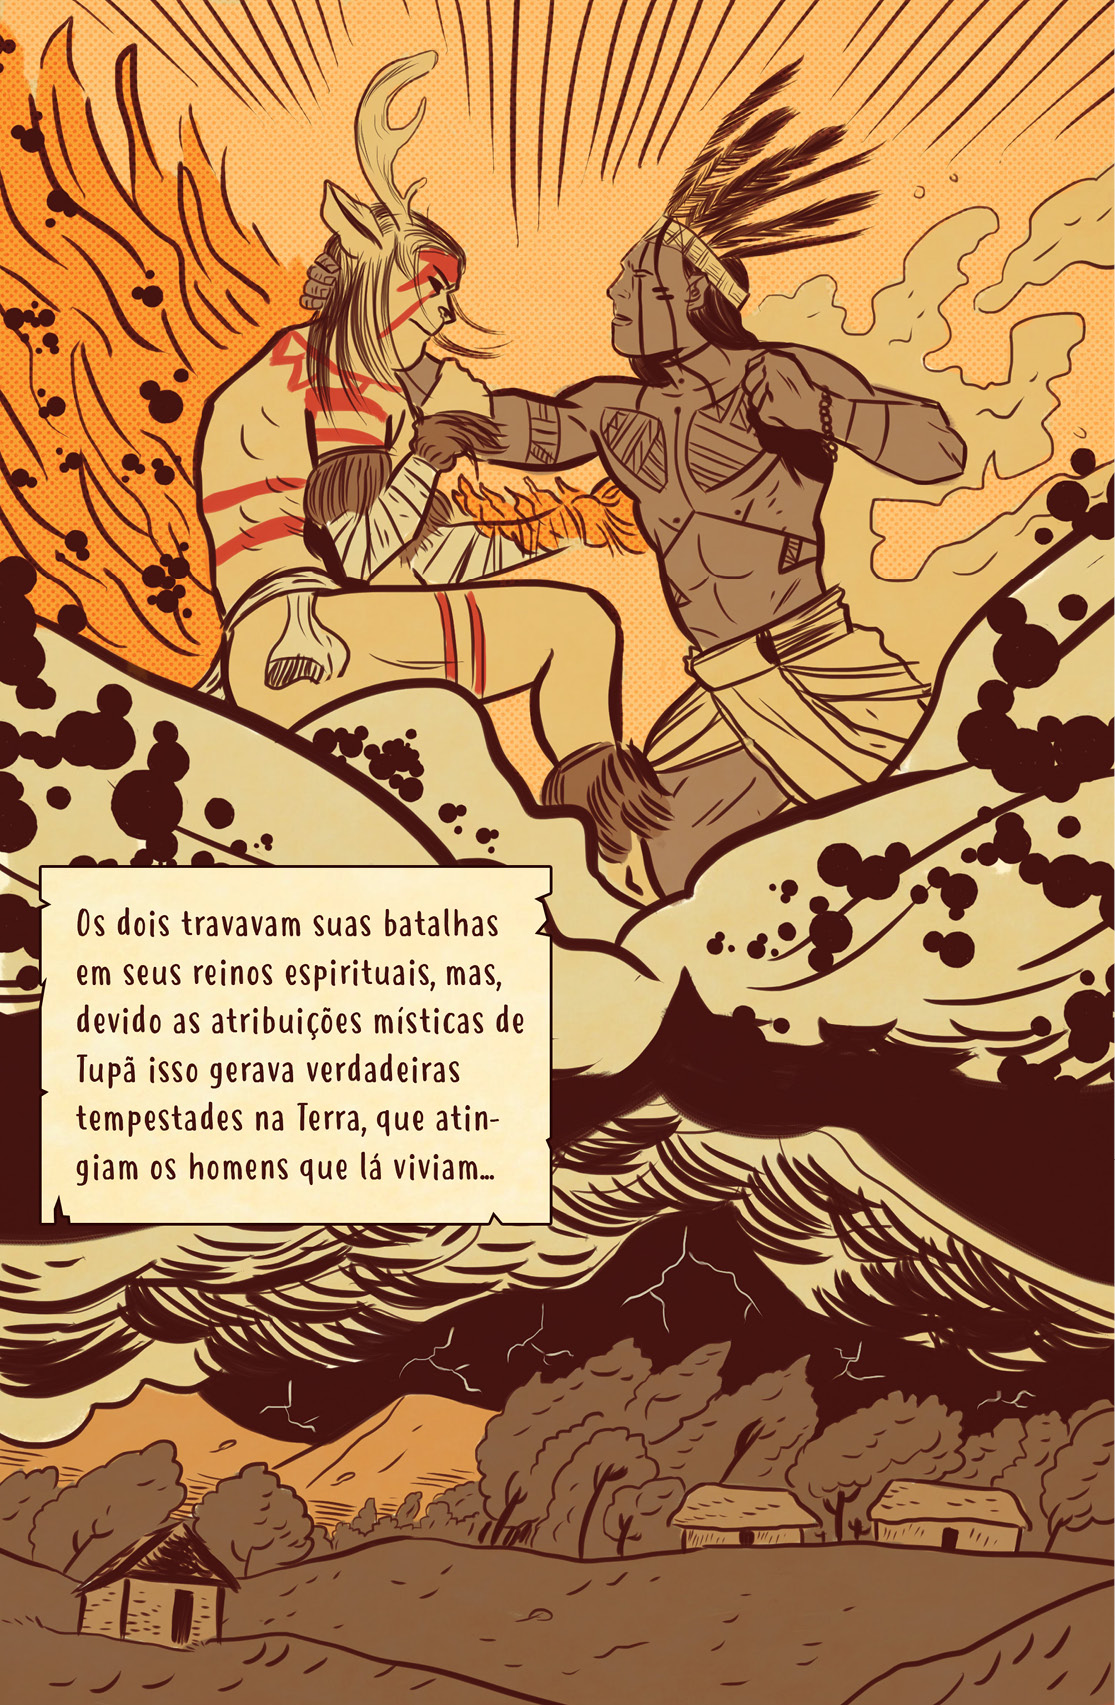 Os dois travavam suas batalhas
em seus reinos espirituais, mas,
devido as atribuições místicas de
Tupã isso gerava verdadeiras
tempestades na Terra, que atin-
giam os homens que lá viviam...